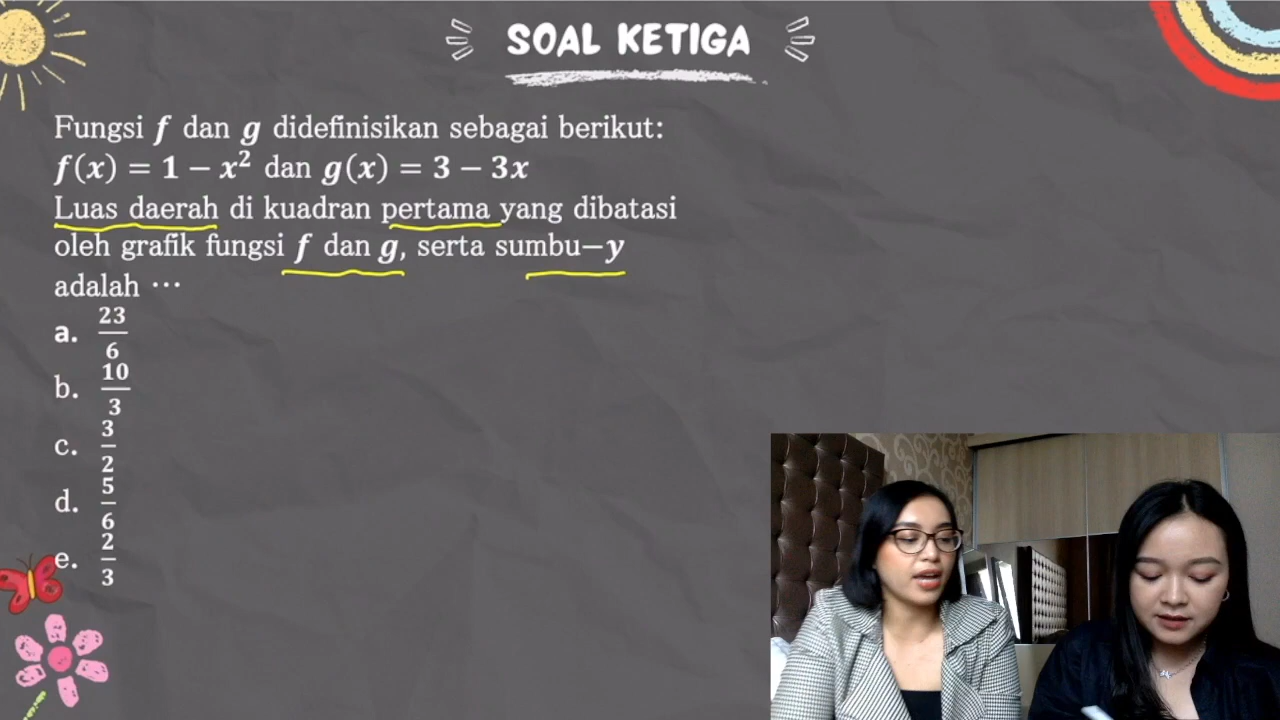 SOAL KETIGA
Fungsi f dan g didefinisikan sebagai berikut:
f(x) = 1 − x² dan g(x) = 3 − 3x
Luas daerah di kuadran pertama yang dibatasi
oleh grafik fungsi f dan g, serta sumbu−y
adalah ⋯
a. 23/6
b. 10/3
c. 3/2
d. 5/6
e. 2/3